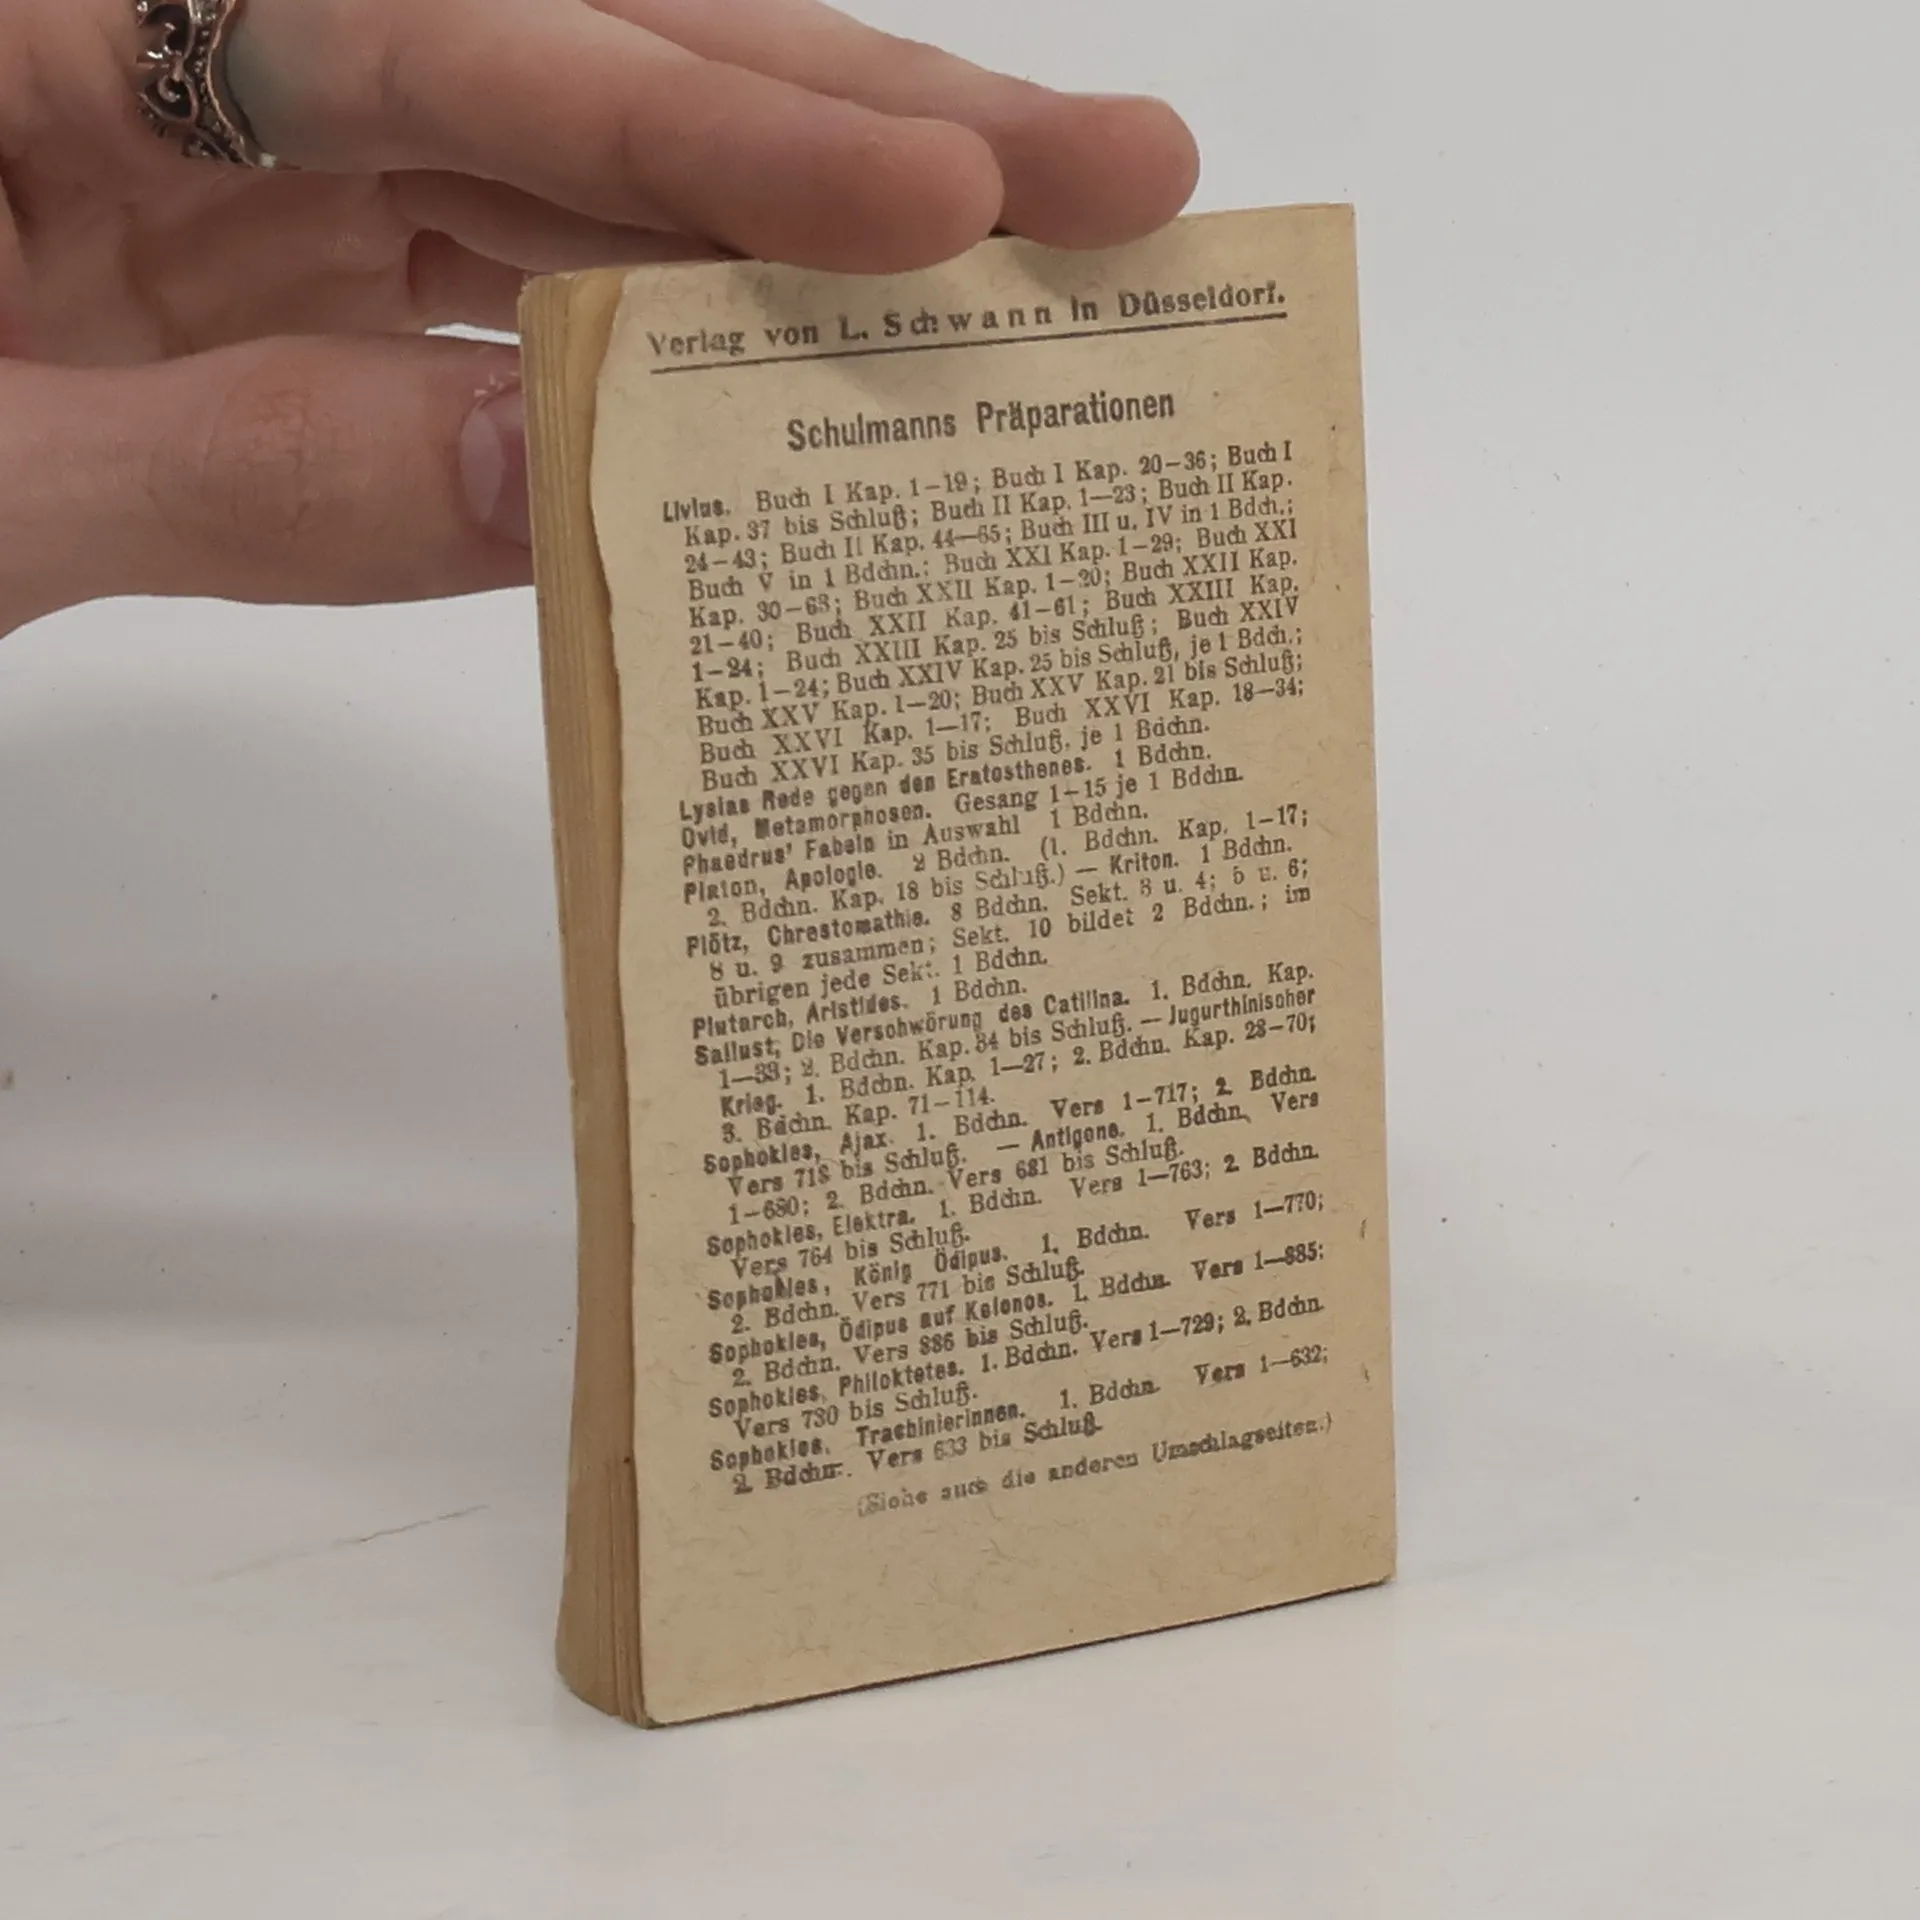 Verlag von L. Schwann in Düsseldorf.
Schulmanns Präparationen
Livius. Buch I Kap. 1—19; Buch I Kap. 20—36; Buch I
Kap. 37 bis Schluß; Buch II Kap. 1—23; Buch II Kap.
24—43; Buch II Kap. 44—65; Buch III u. IV in 1 Bdch.;
Buch V in 1 Bdchn.; Buch XXI Kap. 1—29; Buch XXI
Kap. 30—63; Buch XXII Kap. 1—20; Buch XXII Kap.
21—40; Buch XXII Kap. 41—61; Buch XXIII Kap.
1—24; Buch XXIII Kap. 25 bis Schluß; Buch XXIV
Kap. 1—24; Buch XXIV Kap. 25 bis Schluß, je 1 Bdch.;
Buch XXV Kap. 1—20; Buch XXV Kap. 21 bis Schluß;
Buch XXVI Kap. 1—17; Buch XXVI Kap. 18—34;
Buch XXVI Kap. 35 bis Schluß, je 1 Bdchn.
Lysias Rede gegen den Eratosthenes. 1 Bdchn.
Ovid, Metamorphosen. Gesang 1—15 je 1 Bdchn.
Phaedrus' Fabeln in Auswahl 1 Bdchn.
Platon, Apologie. 2 Bdchn. (1. Bdchn. Kap. 1—17;
2. Bdchn. Kap. 18 bis Schluß.) — Kriton. 1 Bdchn.
Plötz, Chrestomathie. 8 Bdchn. Sekt. 3 u. 4; 5 u. 6;
8 u. 9 zusammen; Sekt. 10 bildet 2 Bdchn.; im
übrigen jede Sekt. 1 Bdchn.
Plutarch, Aristides. 1 Bdchn.
Sallust, Die Verschwörung des Catilina. 1. Bdchn. Kap.
1—33; 2. Bdchn. Kap. 34 bis Schluß. — Jugurthinischer
Krieg. 1. Bdchn. Kap. 1—27; 2. Bdchn. Kap. 28—70;
3. Bdchn. Kap. 71—114.
Sophokles, Ajax. 1. Bdchn. Vers 1—717; 2. Bdchn.
Vers 718 bis Schluß. — Antigone. 1. Bdchn. Vers
1—680; 2. Bdchn. Vers 681 bis Schluß.
Sophokles, Elektra. 1. Bdchn. Vers 1—763; 2. Bdchn.
Vers 764 bis Schluß.
Sophokles, König Ödipus. 1. Bdchn. Vers 1—770;
2. Bdchn. Vers 771 bis Schluß.
Sophokles, Ödipus auf Kolonos. 1. Bdchn. Vers 1—885;
2. Bdchn. Vers 886 bis Schluß.
Sophokles, Philoktetes. 1. Bdchn. Vers 1—729; 2. Bdchn.
Vers 730 bis Schluß.
Sophokles, Trachinierinnen. 1. Bdchn. Vers 1—632;
2. Bdchn. Vers 633 bis Schluß.
(Siehe auch die anderen Umschlagseiten.)